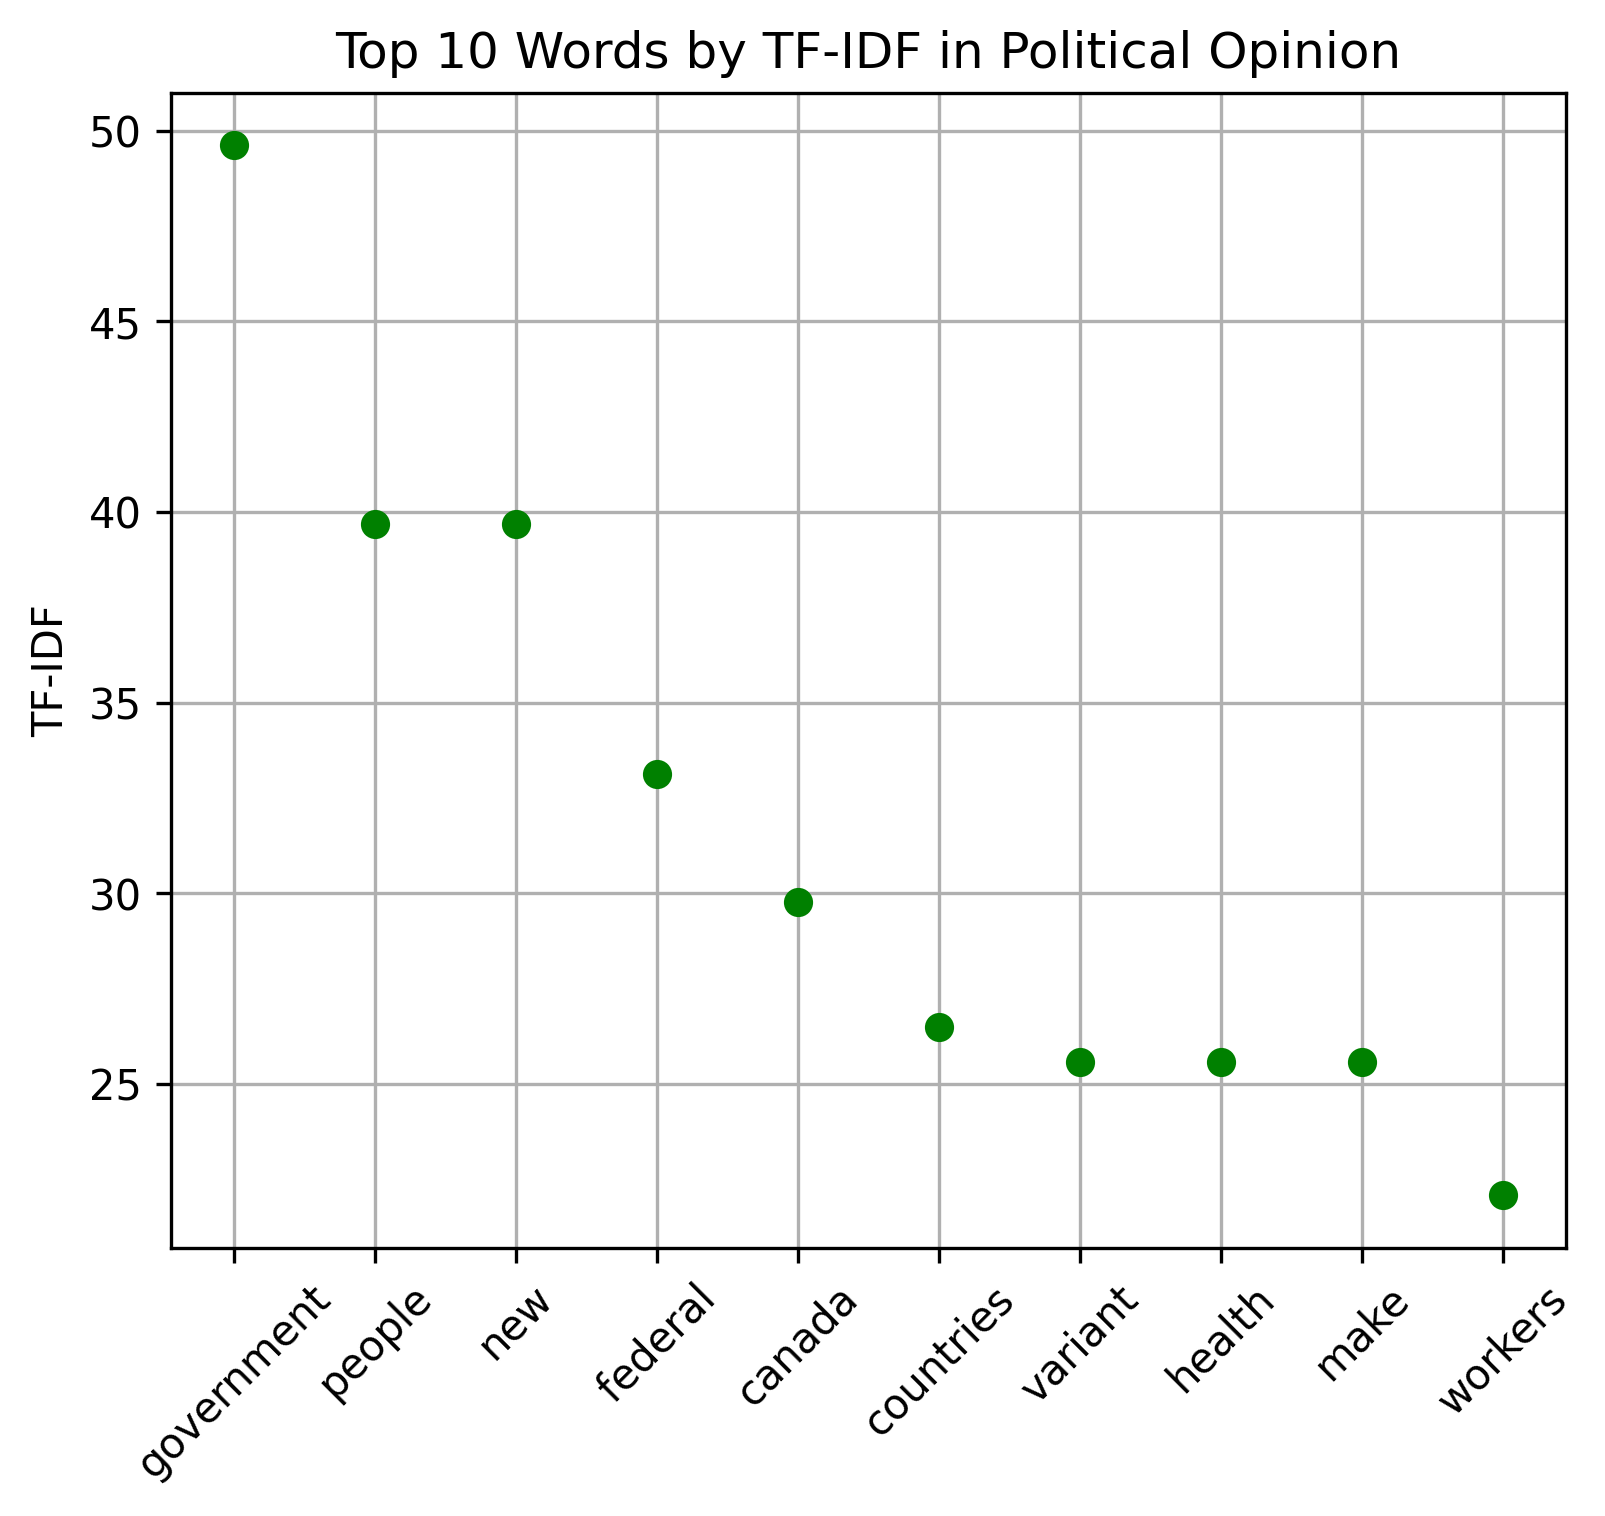 Top 10 Words by TF-IDF in Political Opinion
50
45
40
35
30
25
TF-IDF
government
people
new
federal
canada
countries
variant
health
make
workers